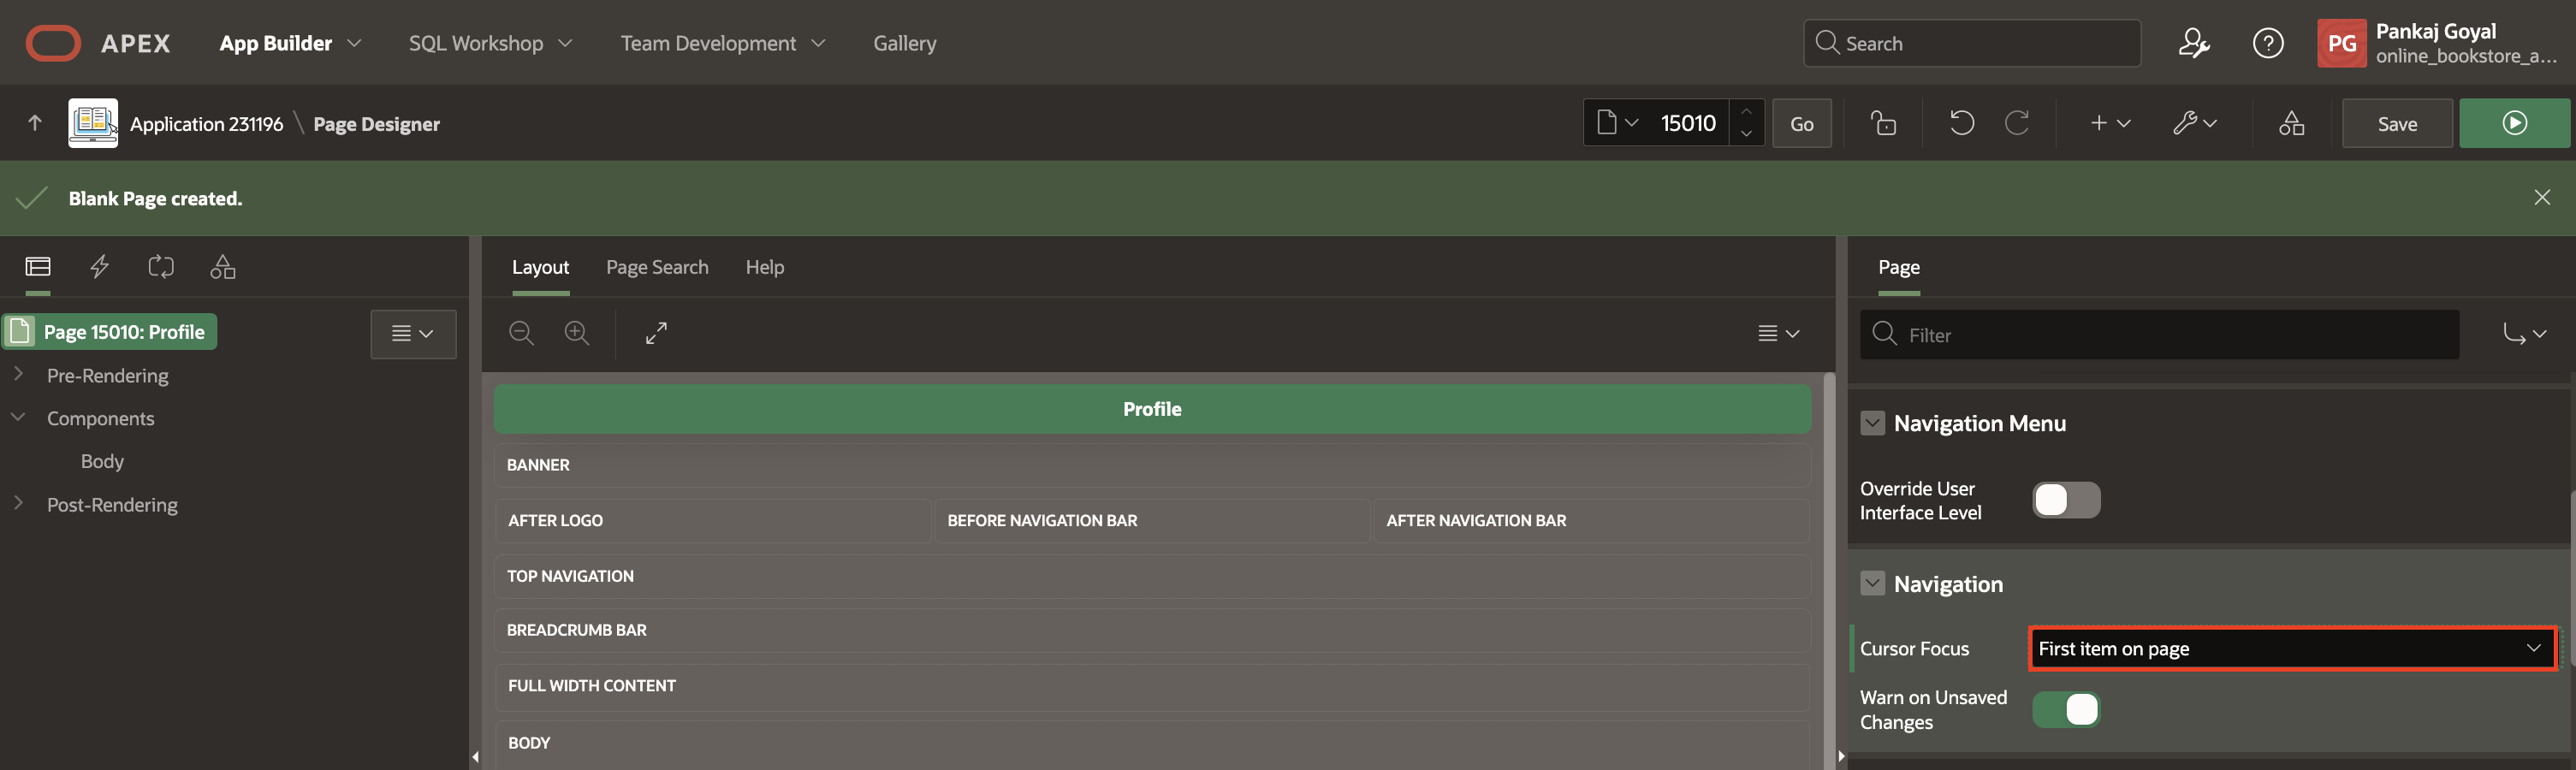 APEX App Builder SQL Workshop Team Development Gallery Search PG Pankaj Goyal
online_bookstore_a...
Application 231196 \ Page Designer 15010 Go Save
Blank Page created.
Layout Page Search Help Page
Page 15010: Profile Filter
Pre-Rendering
Components
Body
Post-Rendering
Profile
BANNER
AFTER LOGO BEFORE NAVIGATION BAR AFTER NAVIGATION BAR
TOP NAVIGATION
BREADCRUMB BAR
FULL WIDTH CONTENT
BODY
Navigation Menu
Override User
Interface Level
Navigation
Cursor Focus First item on page
Warn on Unsaved
Changes